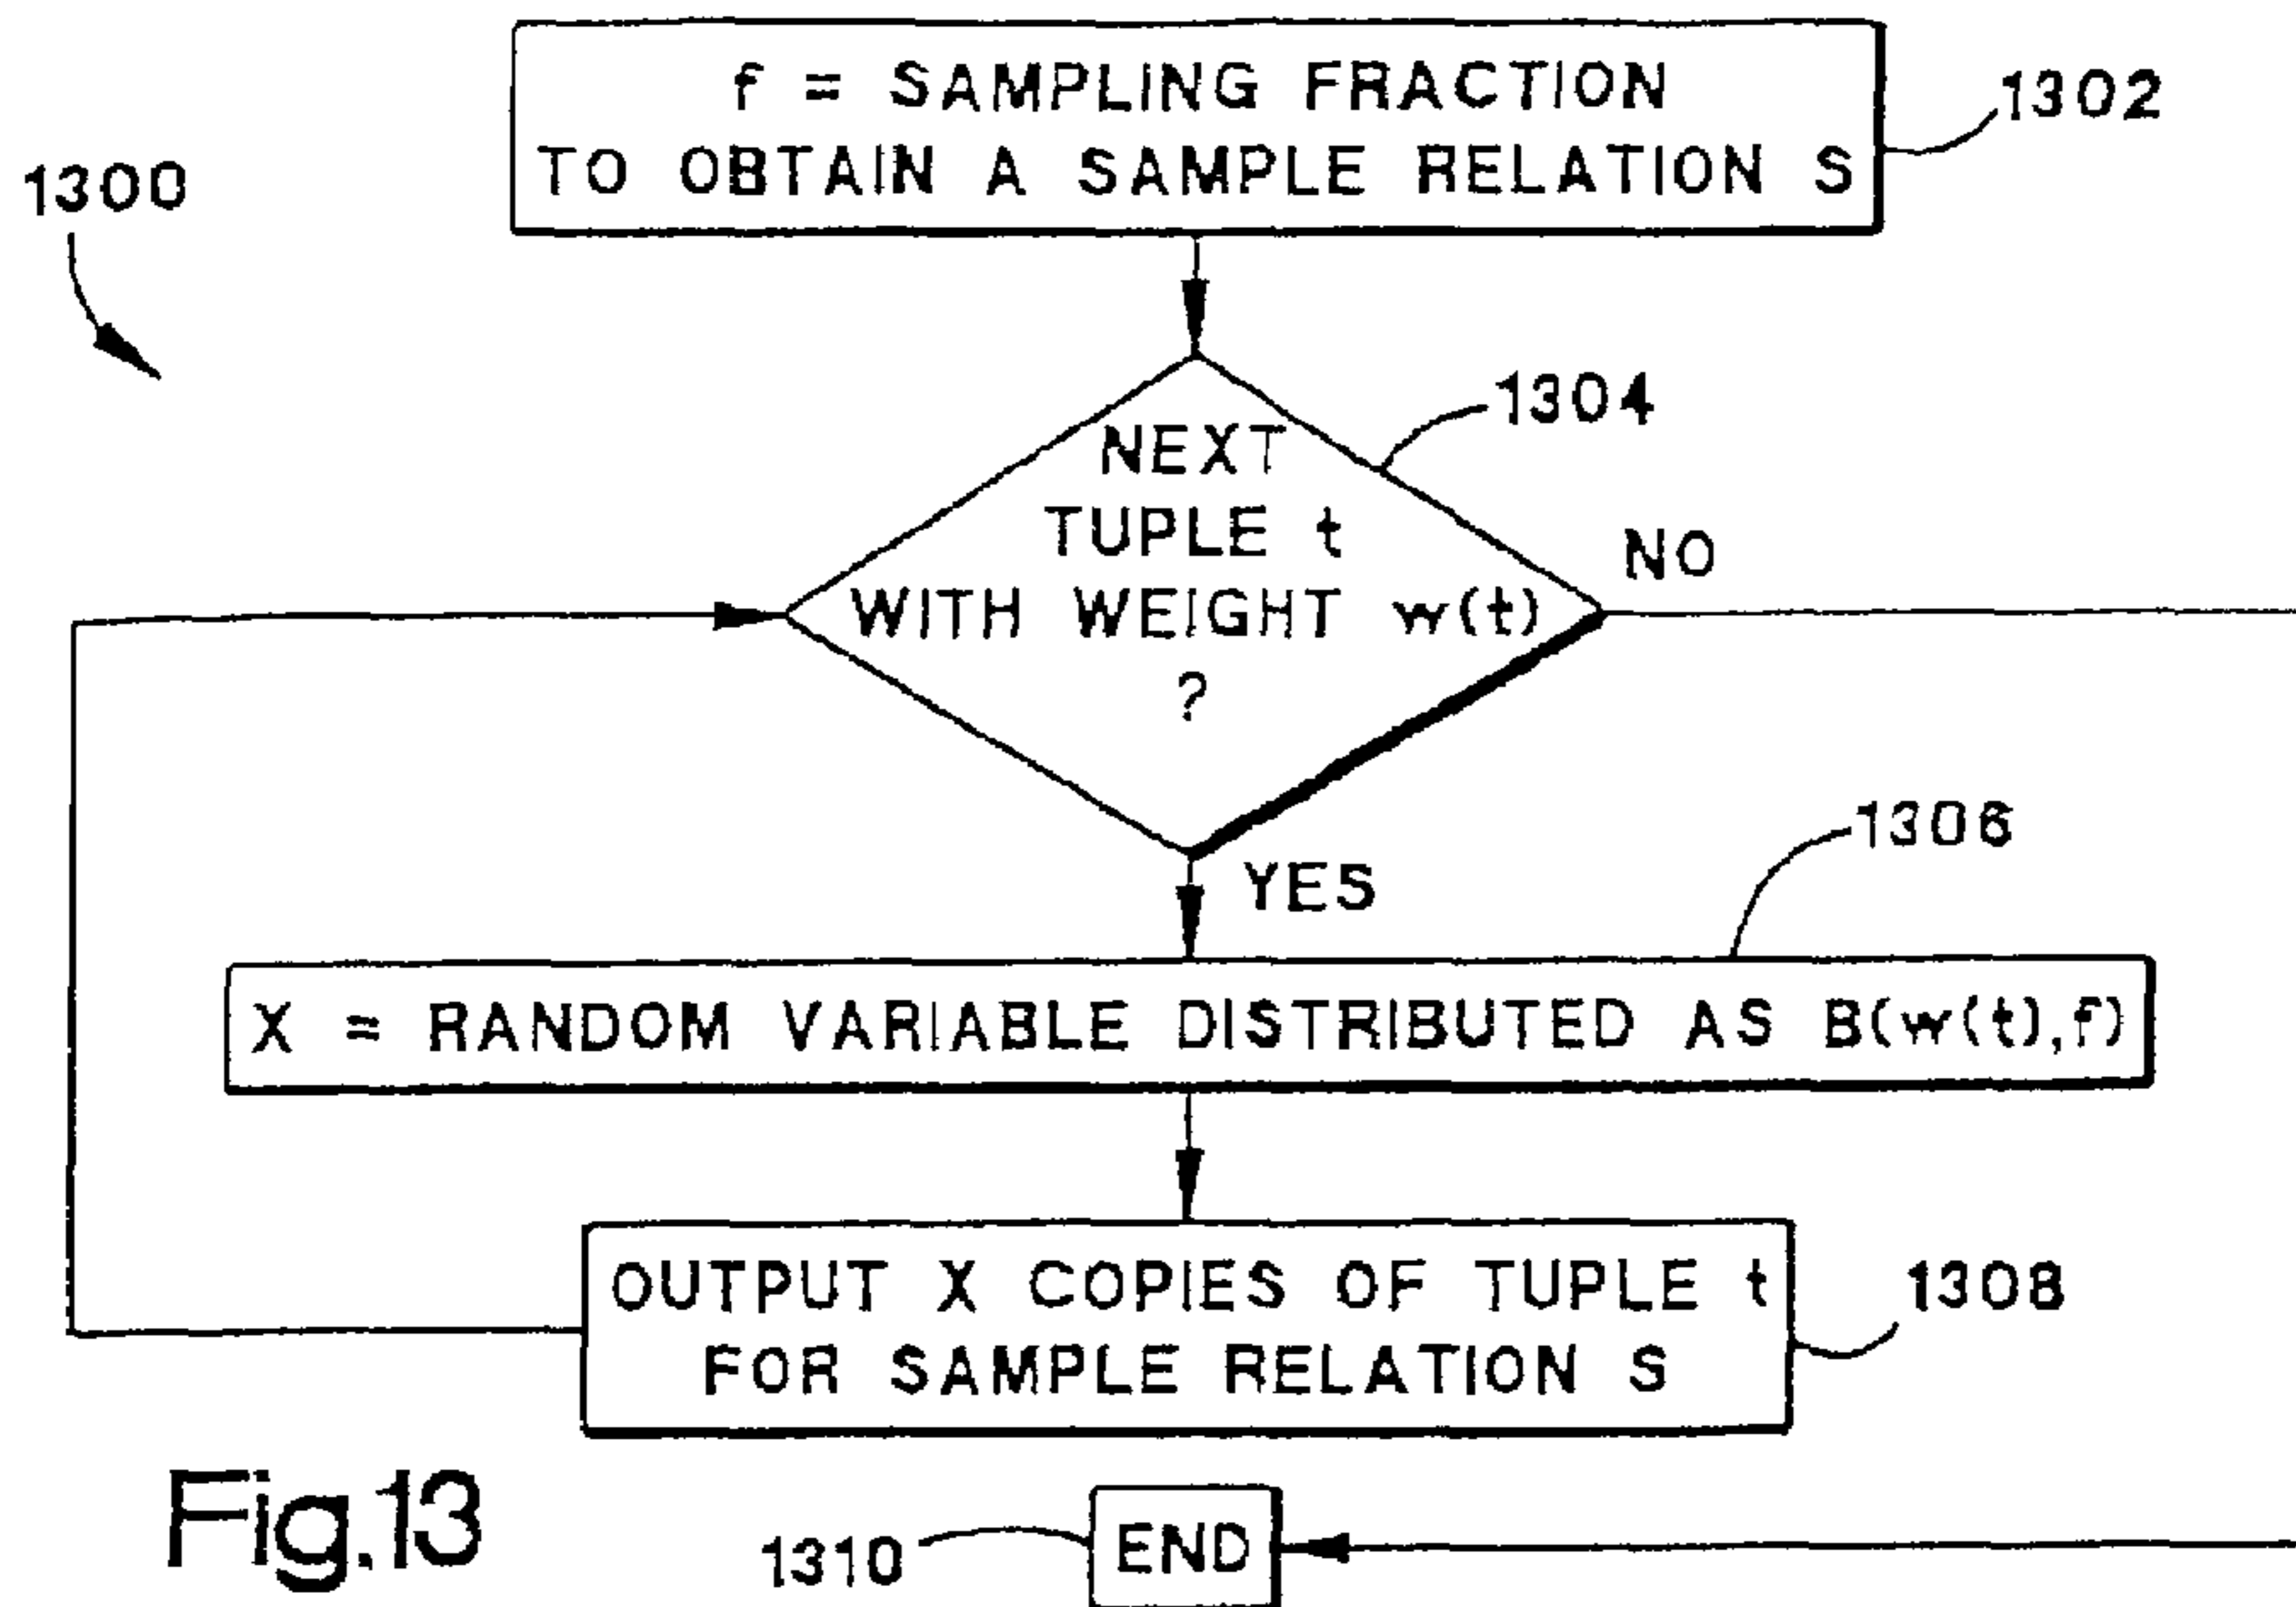 f = SAMPLING FRACTION
TO OBTAIN A SAMPLE RELATION S
1302
1300
1304
NEXT
TUPLE t
WITH WEIGHT w(t)
?
NO
YES
1306
X = RANDOM VARIABLE DISTRIBUTED AS B(w(t),f)
OUTPUT X COPIES OF TUPLE t
FOR SAMPLE RELATION S
1308
Fig.13
1310
END